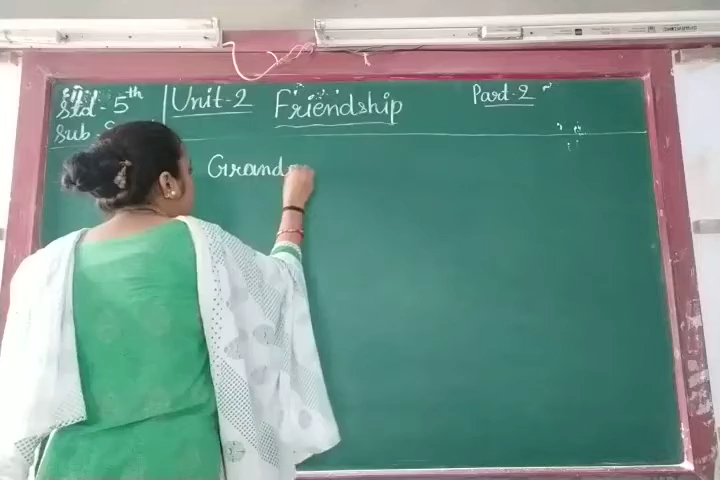 Std - 5th
Unit-2
Friendship
Part-2
Sub -
Grand